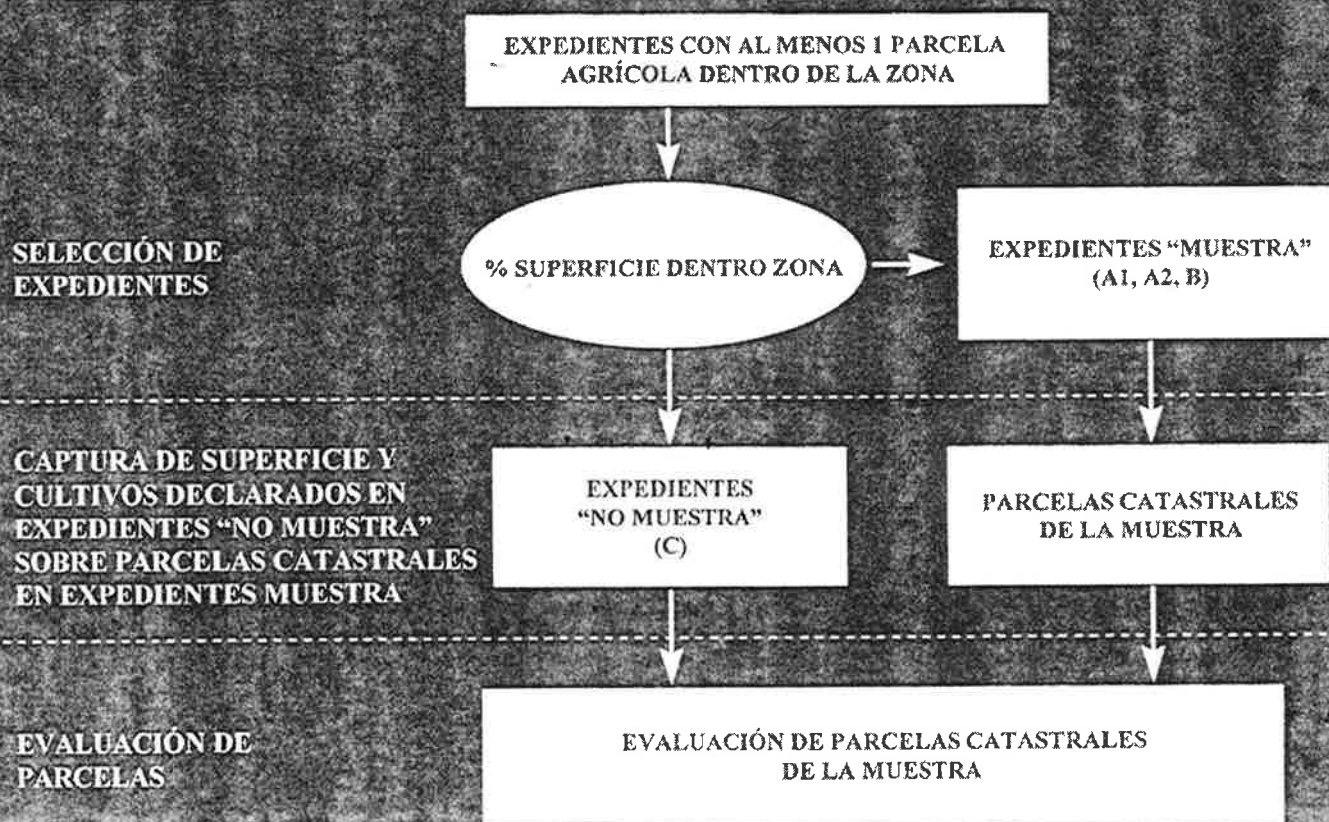 EXPEDIENTES CON AL MENOS 1 PARCELA
AGRÍCOLA DENTRO DE LA ZONA
SELECCIÓN DE
EXPEDIENTES
% SUPERFICIE DENTRO ZONA
EXPEDIENTES “MUESTRA”
(A1, A2, B)
CAPTURA DE SUPERFICIE Y
CULTIVOS DECLARADOS EN
EXPEDIENTES “NO MUESTRA”
SOBRE PARCELAS CATASTRALES
EN EXPEDIENTES MUESTRA
EXPEDIENTES
“NO MUESTRA”
(C)
PARCELAS CATASTRALES
DE LA MUESTRA
EVALUACIÓN DE
PARCELAS
EVALUACIÓN DE PARCELAS CATASTRALES
DE LA MUESTRA